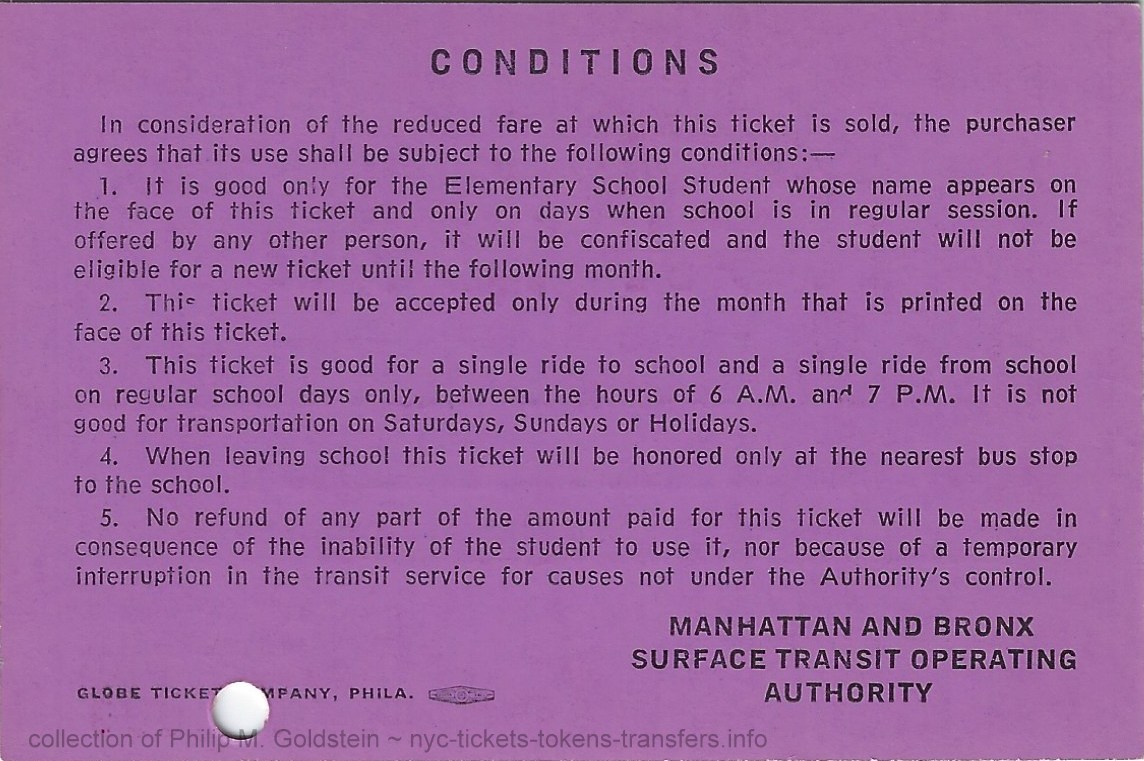 CONDITIONS
In consideration of the reduced fare at which this ticket is sold, the purchaser
agrees that its use shall be subject to the following conditions:—
1. It is good only for the Elementary School Student whose name appears on
the face of this ticket and only on days when school is in regular session. If
offered by any other person, it will be confiscated and the student will not be
eligible for a new ticket until the following month.
2. This ticket will be accepted only during the month that is printed on the
face of this ticket.
3. This ticket is good for a single ride to school and a single ride from school
on regular school days only, between the hours of 6 A.M. and 7 P.M. It is not
good for transportation on Saturdays, Sundays or Holidays.
4. When leaving school this ticket will be honored only at the nearest bus stop
to the school.
5. No refund of any part of the amount paid for this ticket will be made in
consequence of the inability of the student to use it, nor because of a temporary
interruption in the transit service for causes not under the Authority's control.
MANHATTAN AND BRONX
SURFACE TRANSIT OPERATING
AUTHORITY
GLOBE TICKET MPANY, PHILA.
collection of Philip M. Goldstein ~ nyc-tickets-tokens-transfers.info